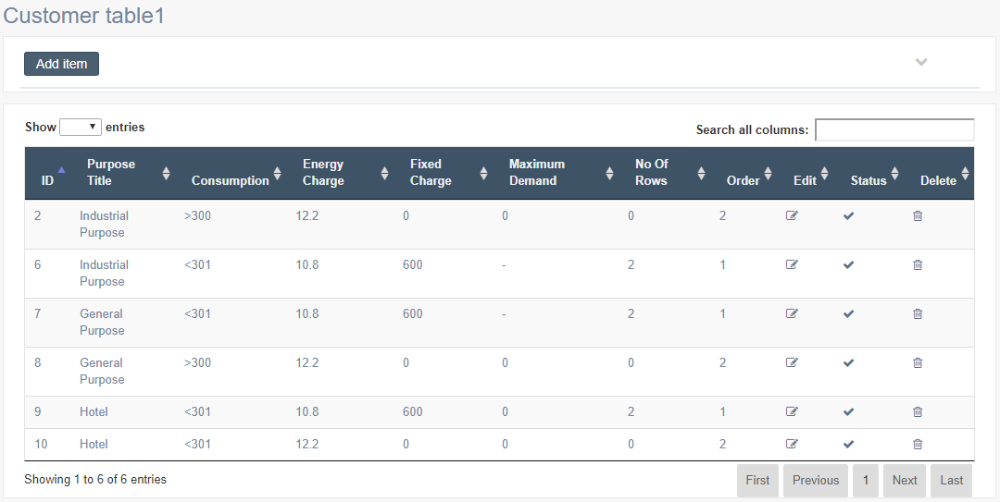 Customer table1
Add item
Show entries
Search all columns:
ID Purpose Title Consumption Energy Charge Fixed Charge Maximum Demand No Of Rows Order Edit Status Delete
2 Industrial Purpose >300 12.2 0 0 0 2
6 Industrial Purpose <301 10.8 600 - 2 1
7 General Purpose <301 10.8 600 - 2 1
8 General Purpose >300 12.2 0 0 0 2
9 Hotel <301 10.8 600 0 2 1
10 Hotel <301 12.2 0 0 0 2
Showing 1 to 6 of 6 entries
First Previous 1 Next Last